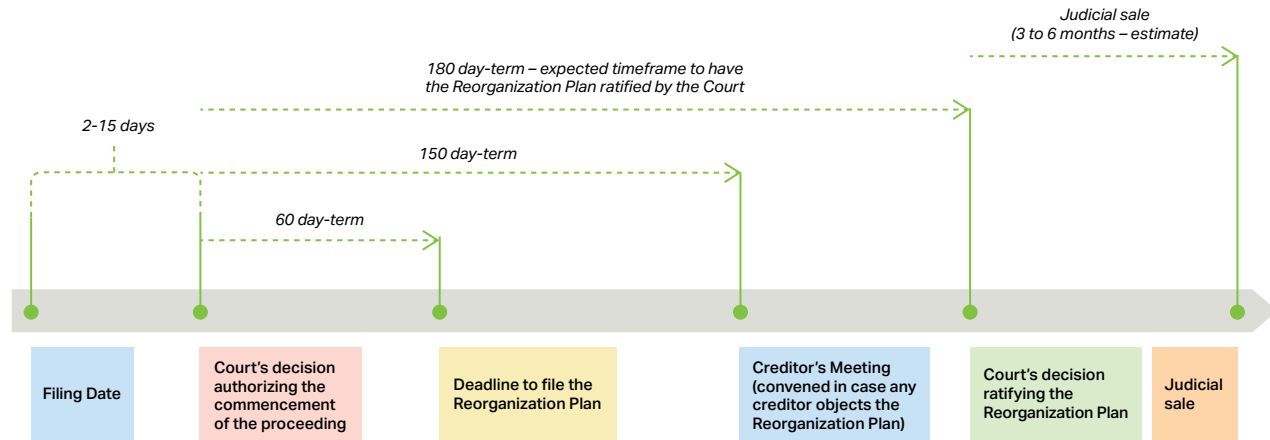 Judicial sale
(3 to 6 months – estimate)
180 day-term – expected timeframe to have
the Reorganization Plan ratified by the Court
2-15 days
150 day-term
60 day-term
Filing Date
Court’s decision
authorizing the
commencement
of the proceeding
Deadline to file the
Reorganization Plan
Creditor’s Meeting
(convened in case any
creditor objects the
Reorganization Plan)
Court’s decision
ratifying the
Reorganization Plan
Judicial
sale